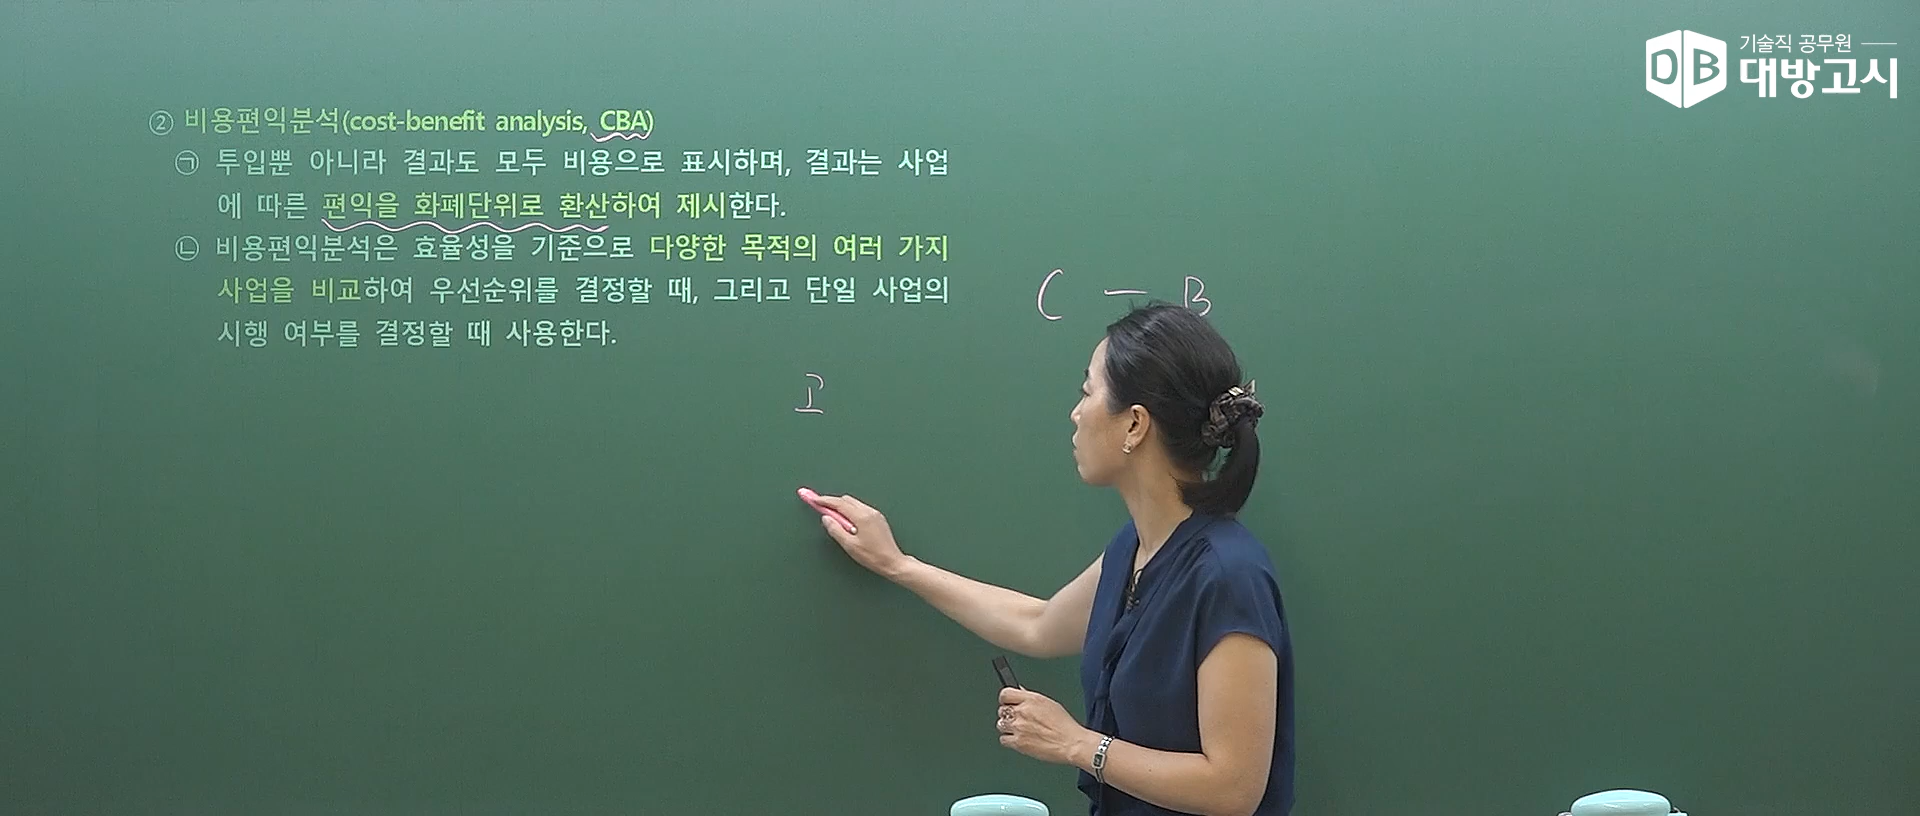 기술직 공무원
DB 대방고시
② 비용편익분석(cost-benefit analysis, CBA)
㉠ 투입뿐 아니라 결과도 모두 비용으로 표시하며, 결과는 사업
에 따른 편익을 화폐단위로 환산하여 제시한다.
㉡ 비용편익분석은 효율성을 기준으로 다양한 목적의 여러 가지
사업을 비교하여 우선순위를 결정할 때, 그리고 단일 사업의
시행 여부를 결정할 때 사용한다.
C - B
고